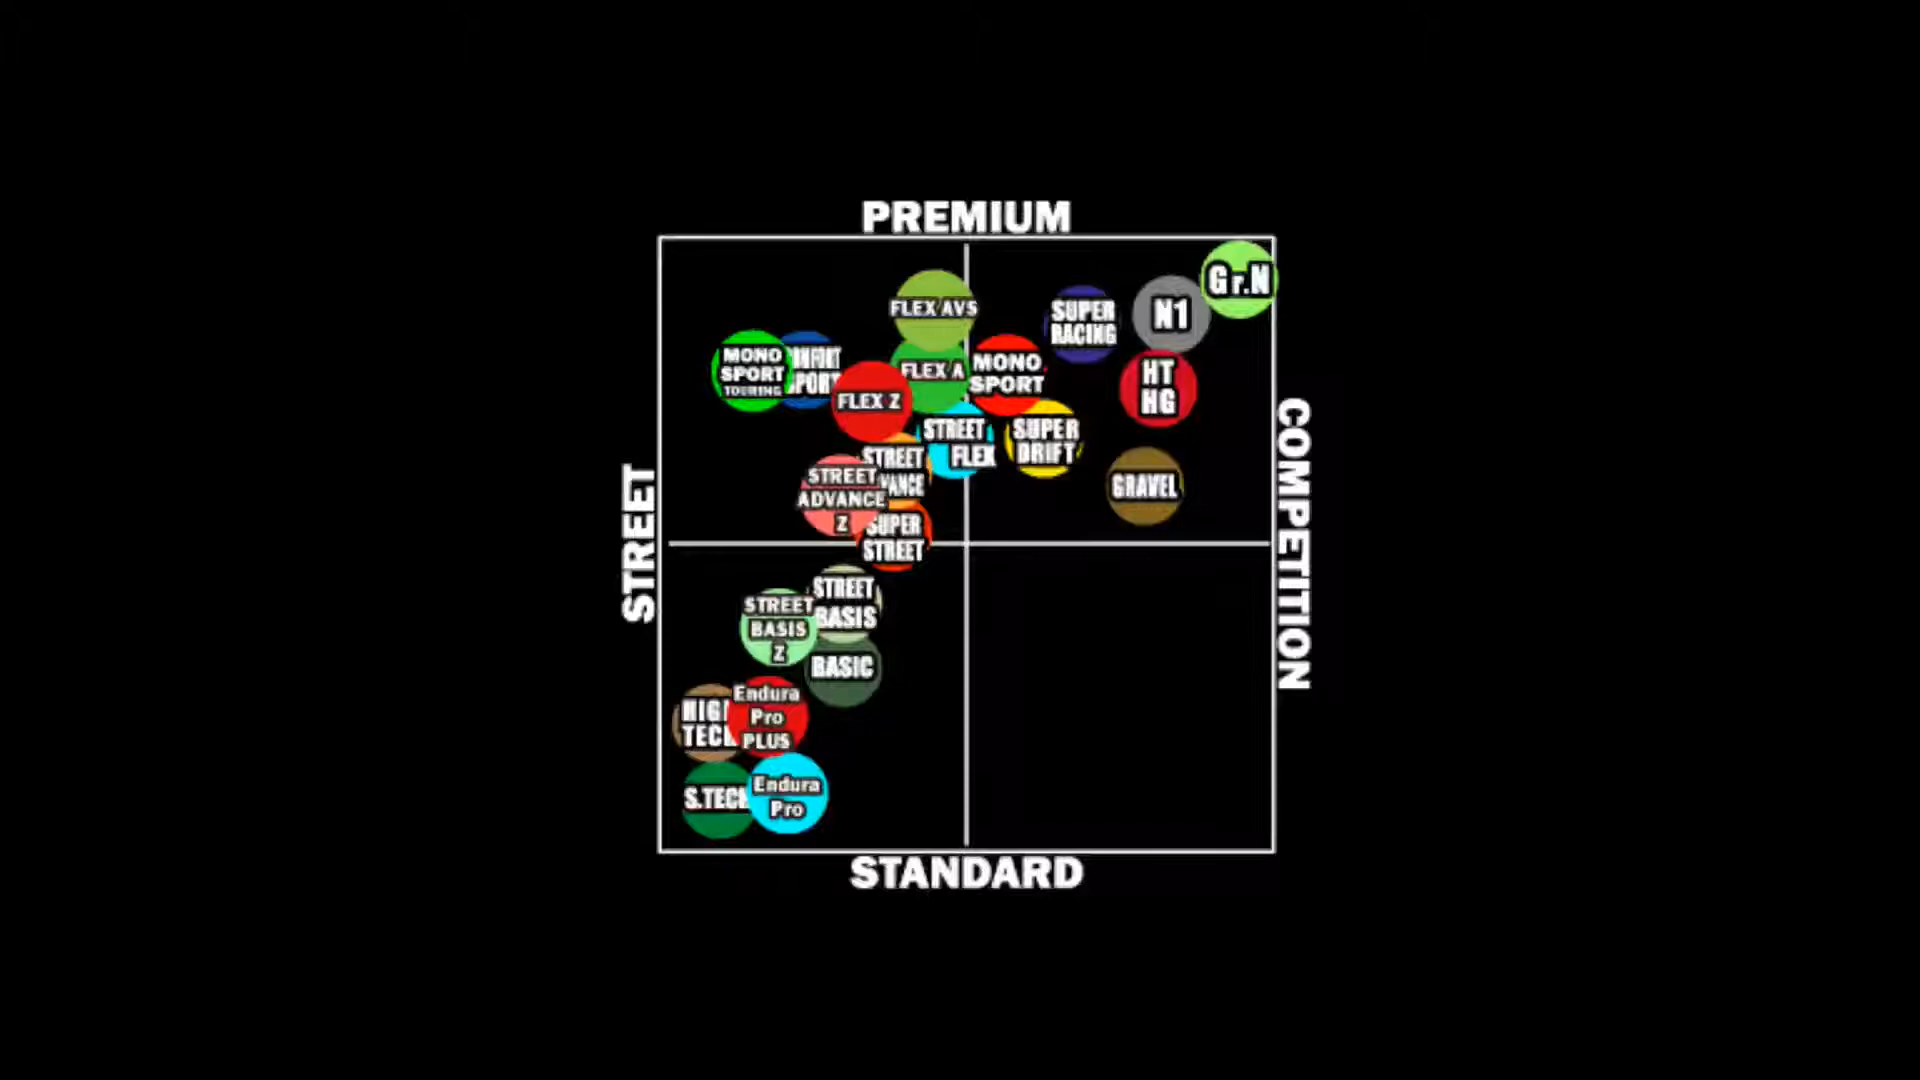 PREMIUM
Gr.N
FLEX AVS
SUPER
RACING
N1
MONO
SPORT
TOURING
FLEX A
MONO
SPORT
HT
HG
FLEX Z
STREET
FLEX
SUPER
DRIFT
STREET
STREET
ADVANCE
Z
GRAVEL
SUPER
STREET
STREET
COMPETITION
STREET
BASIS
STREET
BASIS
Z
BASIC
TECH
Endura
Pro
PLUS
S.TECH
Endura
Pro
STANDARD